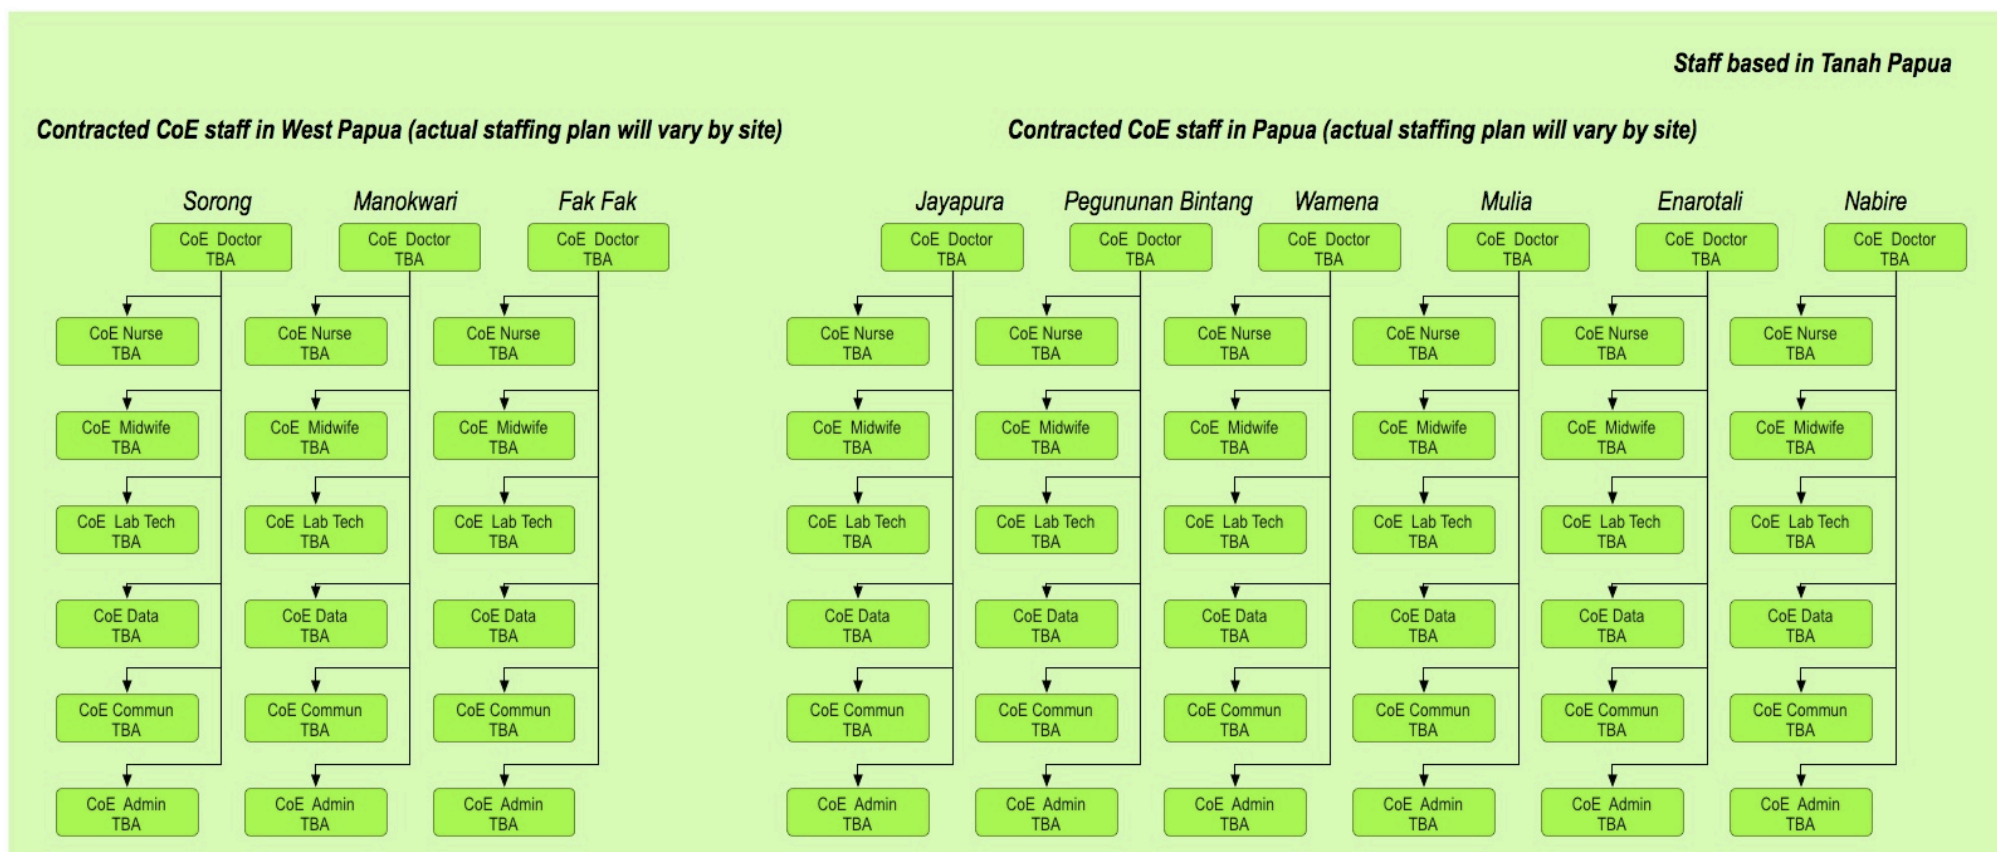 Staff based in Tanah Papua
Contracted CoE staff in West Papua (actual staffing plan will vary by site)
Contracted CoE staff in Papua (actual staffing plan will vary by site)
Sorong
Manokwari
Fak Fak
Jayapura
Pegununan Bintang
Wamena
Mulia
Enarotali
Nabire
CoE Doctor
TBA
CoE Doctor
TBA
CoE Doctor
TBA
CoE Doctor
TBA
CoE Doctor
TBA
CoE Doctor
TBA
CoE Doctor
TBA
CoE Doctor
TBA
CoE Doctor
TBA
CoE Nurse
TBA
CoE Nurse
TBA
CoE Nurse
TBA
CoE Nurse
TBA
CoE Nurse
TBA
CoE Nurse
TBA
CoE Nurse
TBA
CoE Nurse
TBA
CoE Nurse
TBA
CoE Midwife
TBA
CoE Midwife
TBA
CoE Midwife
TBA
CoE Midwife
TBA
CoE Midwife
TBA
CoE Midwife
TBA
CoE Midwife
TBA
CoE Midwife
TBA
CoE Midwife
TBA
CoE Lab Tech
TBA
CoE Lab Tech
TBA
CoE Lab Tech
TBA
CoE Lab Tech
TBA
CoE Lab Tech
TBA
CoE Lab Tech
TBA
CoE Lab Tech
TBA
CoE Lab Tech
TBA
CoE Lab Tech
TBA
CoE Data
TBA
CoE Data
TBA
CoE Data
TBA
CoE Data
TBA
CoE Data
TBA
CoE Data
TBA
CoE Data
TBA
CoE Data
TBA
CoE Data
TBA
CoE Commun
TBA
CoE Commun
TBA
CoE Commun
TBA
CoE Commun
TBA
CoE Commun
TBA
CoE Commun
TBA
CoE Commun
TBA
CoE Commun
TBA
CoE Commun
TBA
CoE Admin
TBA
CoE Admin
TBA
CoE Admin
TBA
CoE Admin
TBA
CoE Admin
TBA
CoE Admin
TBA
CoE Admin
TBA
CoE Admin
TBA
CoE Admin
TBA